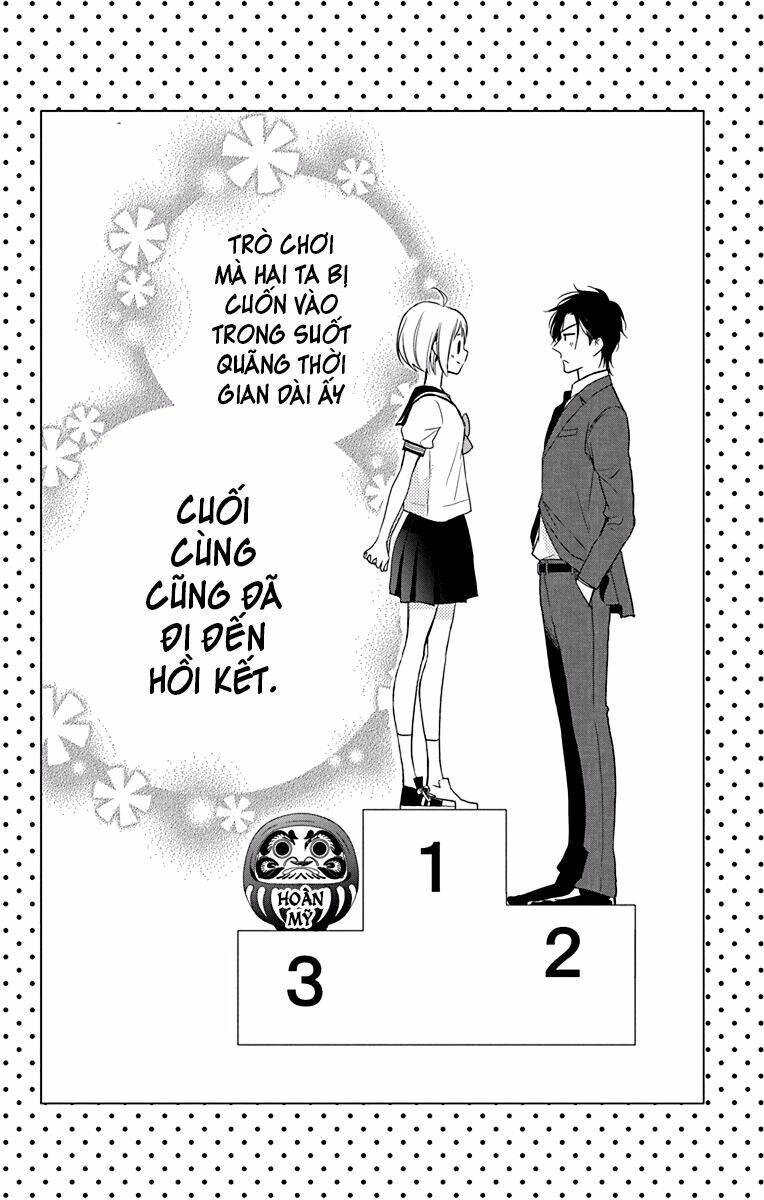 TRÒ CHƠI
MÀ HAI TA BỊ
CUỐN VÀO
TRONG SUỐT
QUÃNG THỜI
GIAN DÀI ẤY
CUỐI
CÙNG
CŨNG ĐÃ
ĐI ĐẾN
HỒI KẾT.
HOÀN
MỸ
1
2
3